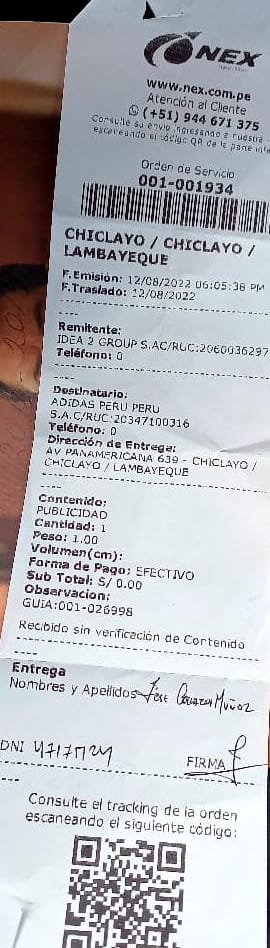 NEX
www.nex.com.pe
Atención al Cliente
(+51) 944 671 375
Consulte su envío ingresando a nuestra
escaneando el código QR de la parte infe
Orden de Servicio
001-001934
CHICLAYO / CHICLAYO /
LAMBAYEQUE
F.Emisión: 12/08/2022 06:05:38 PM
F.Traslado: 12/08/2022
----
Remitente:
IDEA 2 GROUP S.AC/RUC:2060036297
Teléfono: 0
----
Destinatario:
ADIDAS PERU PERU
S.A.C/RUC:20347100316
Teléfono: 0
Dirección de Entrega:
AV PANAMERICANA 639 - CHICLAYO /
CHICLAYO / LAMBAYEQUE
----
Contenido:
PUBLICIDAD
Cantidad: 1
Peso: 1.00
Volumen(cm):
Forma de Pago: EFECTIVO
Sub Total: S/ 0.00
Observacion:
GUIA:001-026998
Recibido sin verificación de Contenido
----
Entrega
Nombres y Apellidos José Muñoz
DNI
FIRMA
----
Consulte el tracking de la orden
escaneando el siguiente código: